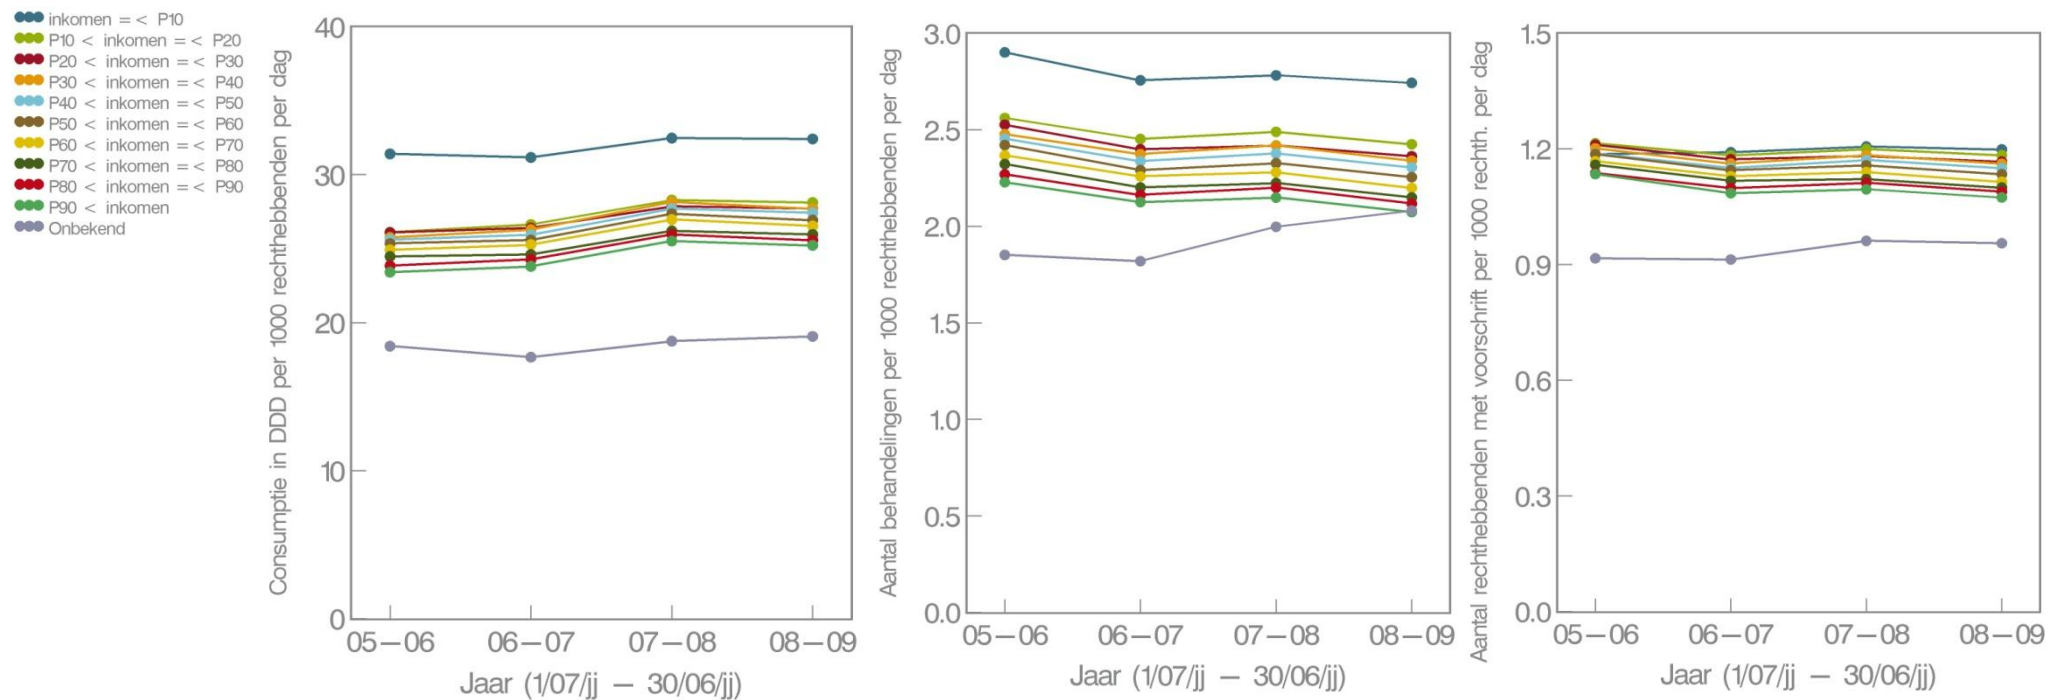 inkomen = < P10
P10 < inkomen = < P20
P20 < inkomen = < P30
P30 < inkomen = < P40
P40 < inkomen = < P50
P50 < inkomen = < P60
P60 < inkomen = < P70
P70 < inkomen = < P80
P80 < inkomen = < P90
P90 < inkomen
Onbekend
Consumptie in DDD per 1000 rechthebbenden per dag
40
30
20
10
0
05–06 06–07 07–08 08–09
Jaar (1/07/jj – 30/06/jj)
Aantal behandelingen per 1000 rechthebbenden per dag
3.0
2.5
2.0
1.5
1.0
0.5
0.0
05–06 06–07 07–08 08–09
Jaar (1/07/jj – 30/06/jj)
Aantal rechthebbenden met voorschrift per 1000 rechth. per dag
1.5
1.2
0.9
0.6
0.3
0.0
05–06 06–07 07–08 08–09
Jaar (1/07/jj – 30/06/jj)